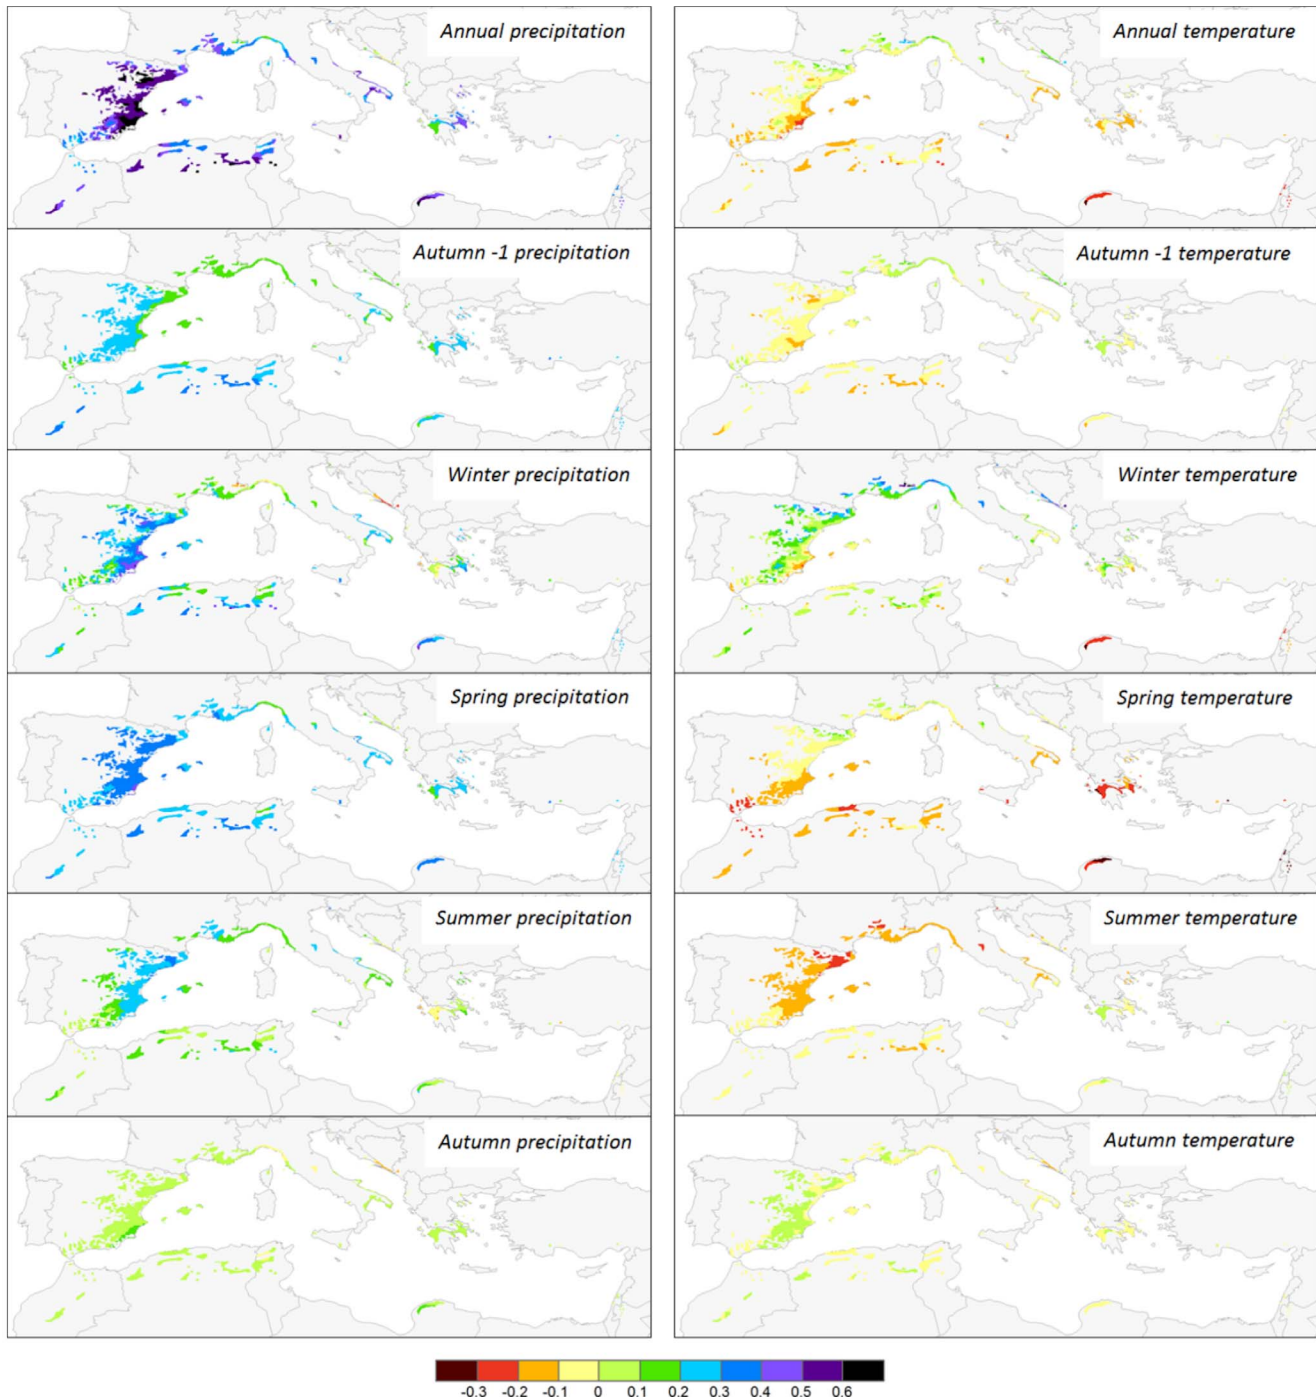 Annual precipitation
Annual temperature
Autumn -1 precipitation
Autumn -1 temperature
Winter precipitation
Winter temperature
Spring precipitation
Spring temperature
Summer precipitation
Summer temperature
Autumn precipitation
Autumn temperature
-0.3 -0.2 -0.1 0 0.1 0.2 0.3 0.4 0.5 0.6